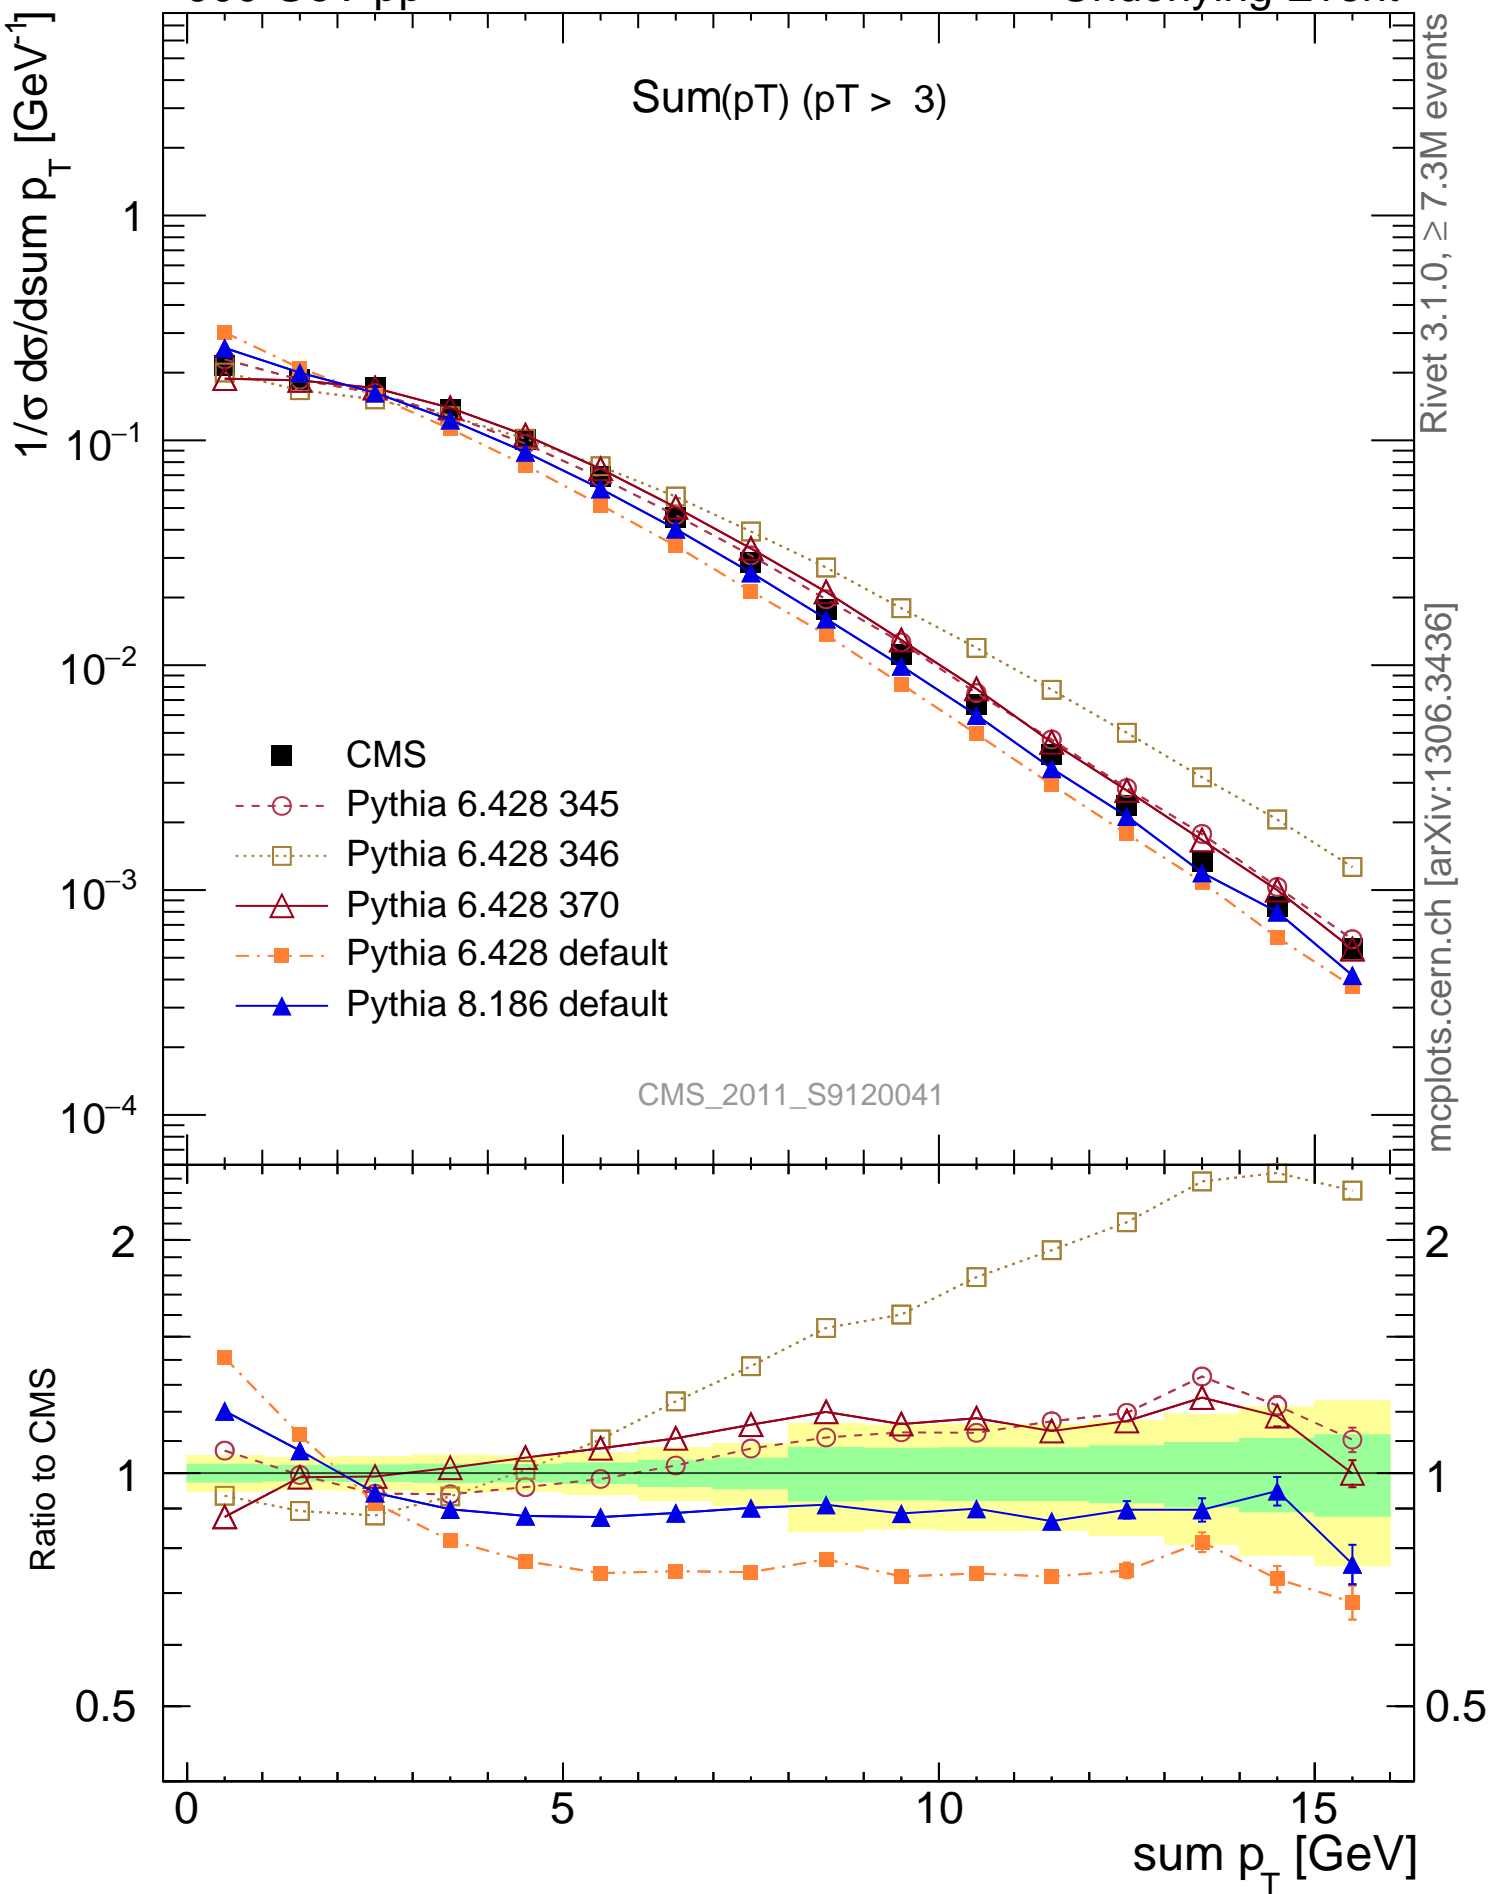 Sum(pT) (pT > 3)
1/σ dσ/dsum p_T [GeV⁻¹]
1
10⁻¹
10⁻²
10⁻³
10⁻⁴
CMS
Pythia 6.428 345
Pythia 6.428 346
Pythia 6.428 370
Pythia 6.428 default
Pythia 8.186 default
CMS_2011_S9120041
Rivet 3.1.0, ≥ 7.3M events
mcplots.cern.ch [arXiv:1306.3436]
Ratio to CMS
2
1
0.5
2
1
0.5
0 5 10 15
sum p_T [GeV]